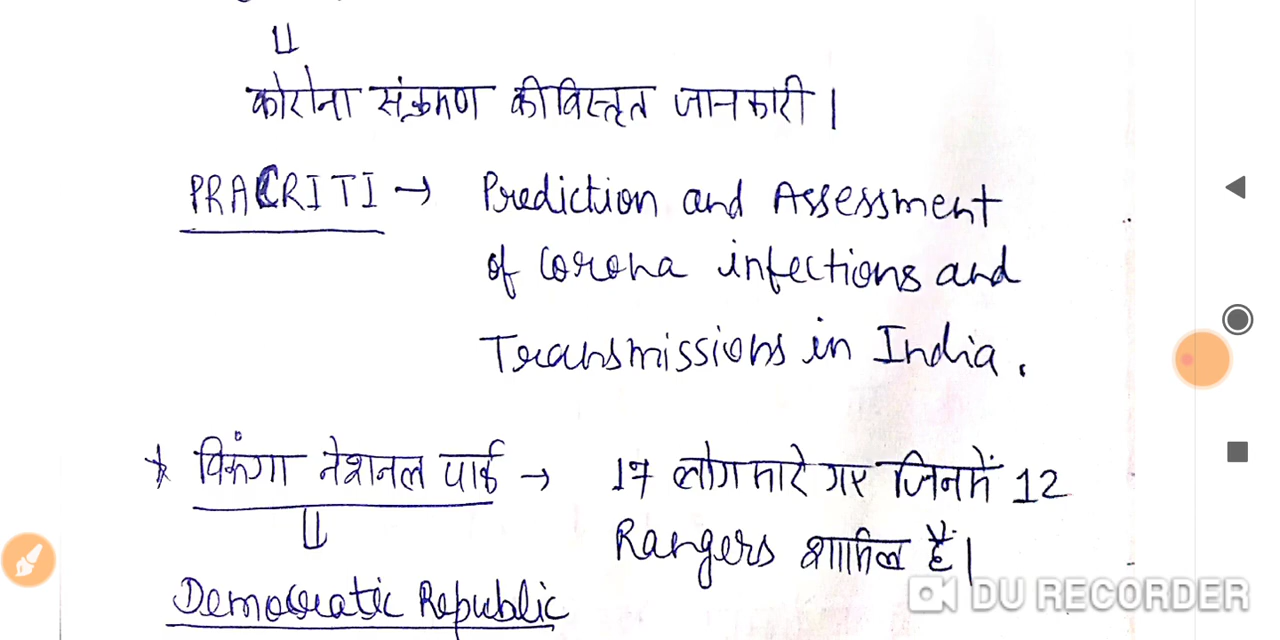 ⇓
कोरोना संक्रमण की विस्तृत जानकारी।
PRACRITI → Prediction and Assessment
of Corona infections and
Transmissions in India.
* विरुंगा नेशनल पार्क → 17 लोग मारे गए जिनमें 12
⇓ Rangers शामिल हैं।
Democratic Republic
DU RECORDER